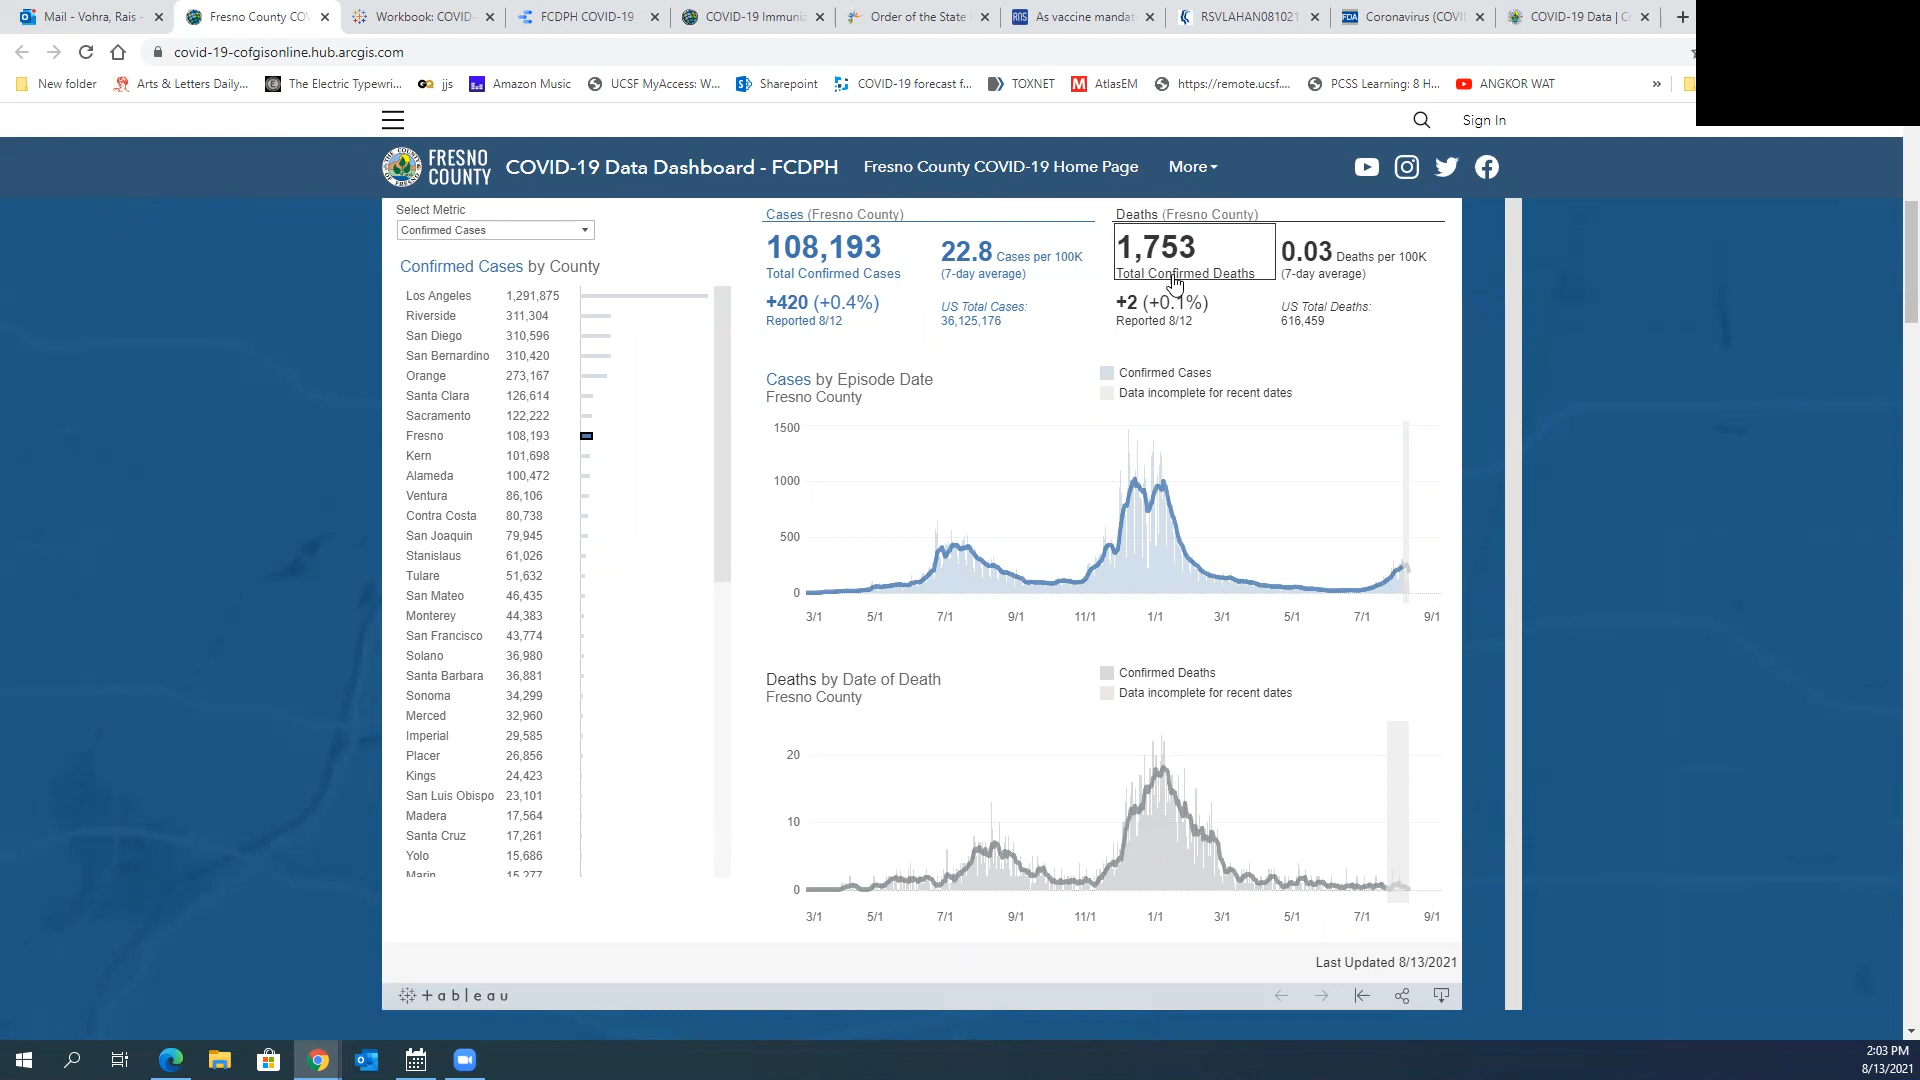 Mail - Vohra, Rais -
Fresno County CO
Workbook: COVID-
FCDPH COVID-19
COVID-19 Immuni
Order of the State
As vaccine mandat
RSVLAHAN081021
Coronavirus (COVI
COVID-19 Data | C
covid-19-cofgisonline.hub.arcgis.com
New folder
Arts & Letters Daily...
The Electric Typewri...
jjs
Amazon Music
UCSF MyAccess: W...
Sharepoint
COVID-19 forecast f...
TOXNET
AtlasEM
https://remote.ucsf....
PCSS Learning: 8 H...
ANGKOR WAT
»
Sign In
FRESNO
COUNTY
COVID-19 Data Dashboard - FCDPH
Fresno County COVID-19 Home Page
More
Select Metric
Confirmed Cases
Confirmed Cases by County
Los Angeles 1,291,875
Riverside 311,304
San Diego 310,596
San Bernardino 310,420
Orange 273,167
Santa Clara 126,614
Sacramento 122,222
Fresno 108,193
Kern 101,698
Alameda 100,472
Ventura 86,106
Contra Costa 80,738
San Joaquin 79,945
Stanislaus 61,026
Tulare 51,632
San Mateo 46,435
Monterey 44,383
San Francisco 43,774
Solano 36,980
Santa Barbara 36,881
Sonoma 34,299
Merced 32,960
Imperial 29,585
Placer 26,856
Kings 24,423
San Luis Obispo 23,101
Madera 17,564
Santa Cruz 17,261
Yolo 15,686
Marin 15,277
Cases (Fresno County)
108,193
Total Confirmed Cases
+420 (+0.4%)
Reported 8/12
22.8 Cases per 100K
(7-day average)
US Total Cases:
36,125,176
Deaths (Fresno County)
1,753
Total Confirmed Deaths
+2 (+0.1%)
Reported 8/12
0.03 Deaths per 100K
(7-day average)
US Total Deaths:
616,459
Cases by Episode Date
Fresno County
Confirmed Cases
Data incomplete for recent dates
1500
1000
500
0
3/1 5/1 7/1 9/1 11/1 1/1 3/1 5/1 7/1 9/1
Deaths by Date of Death
Fresno County
Confirmed Deaths
Data incomplete for recent dates
20
10
0
3/1 5/1 7/1 9/1 11/1 1/1 3/1 5/1 7/1 9/1
Last Updated 8/13/2021
+ableau
2:03 PM
8/13/2021